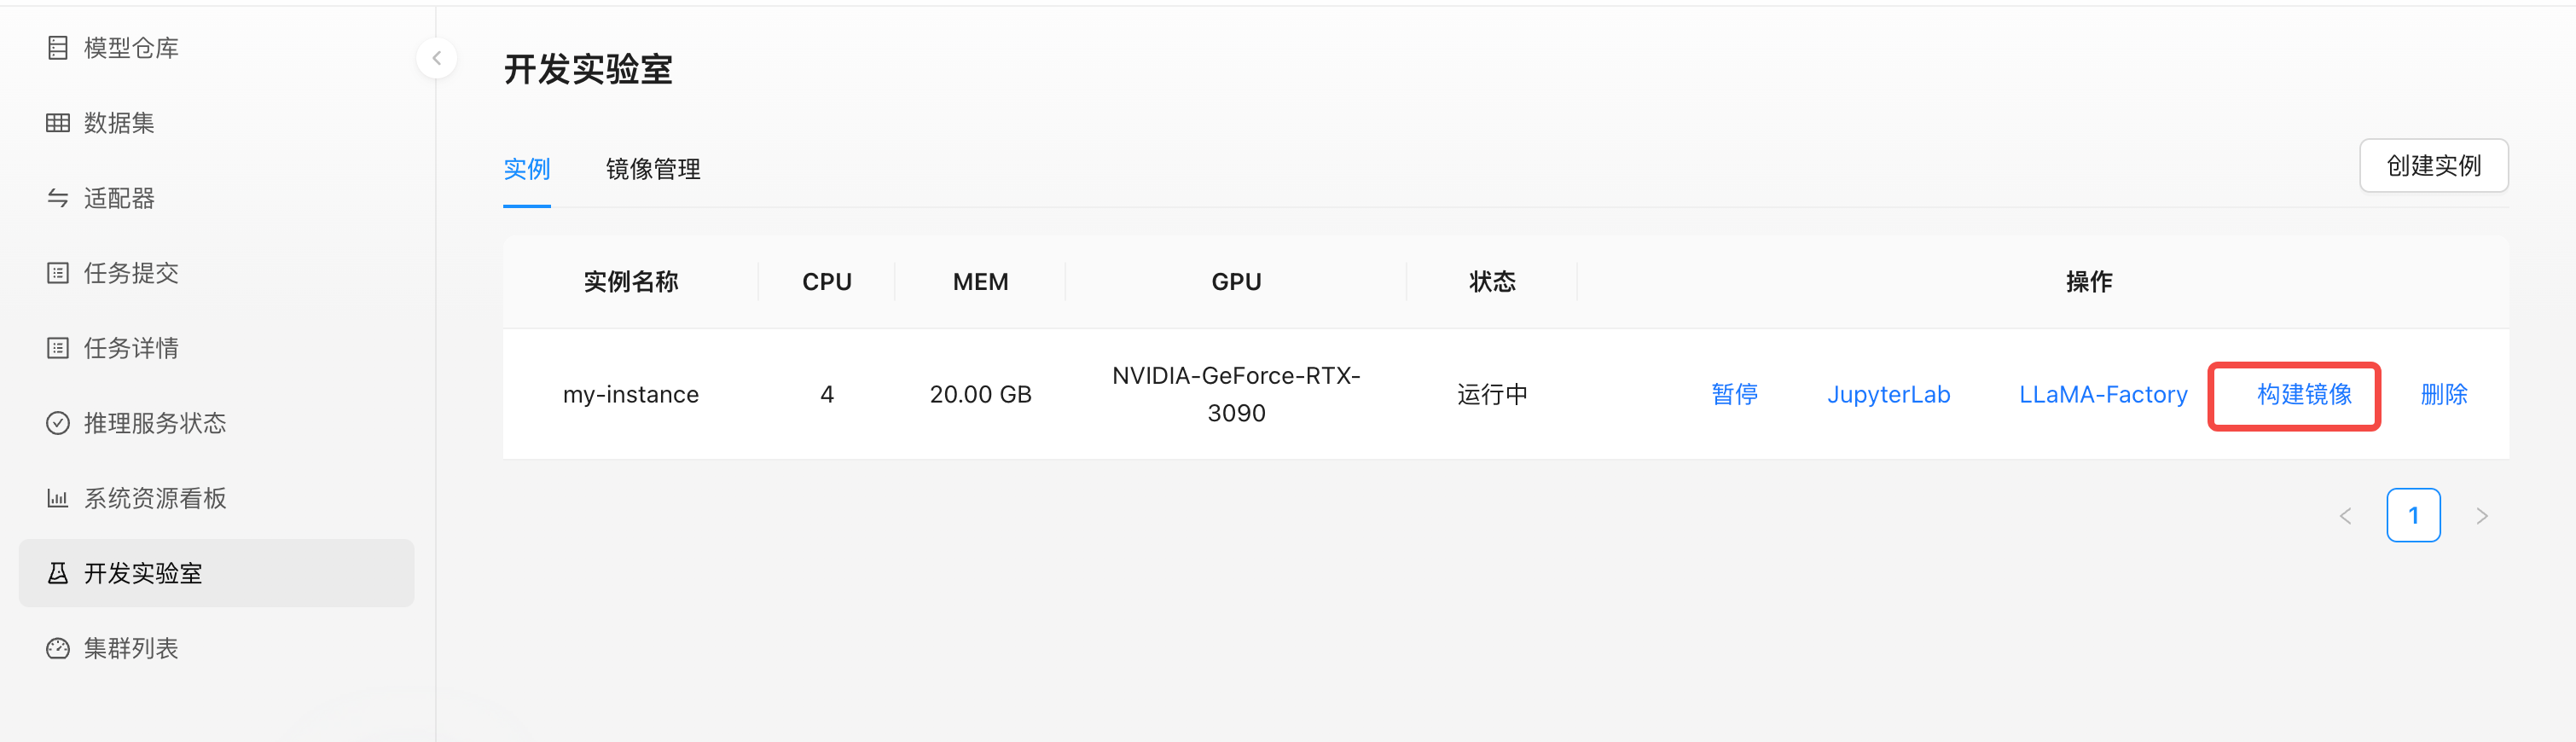 模型仓库
数据集
适配器
任务提交
任务详情
推理服务状态
系统资源看板
开发实验室
集群列表
开发实验室
实例 镜像管理
创建实例
实例名称 CPU MEM GPU 状态 操作
my-instance 4 20.00 GB NVIDIA-GeForce-RTX-
3090 运行中 暂停 JupyterLab LLaMA-Factory 构建镜像 删除
< 1 >